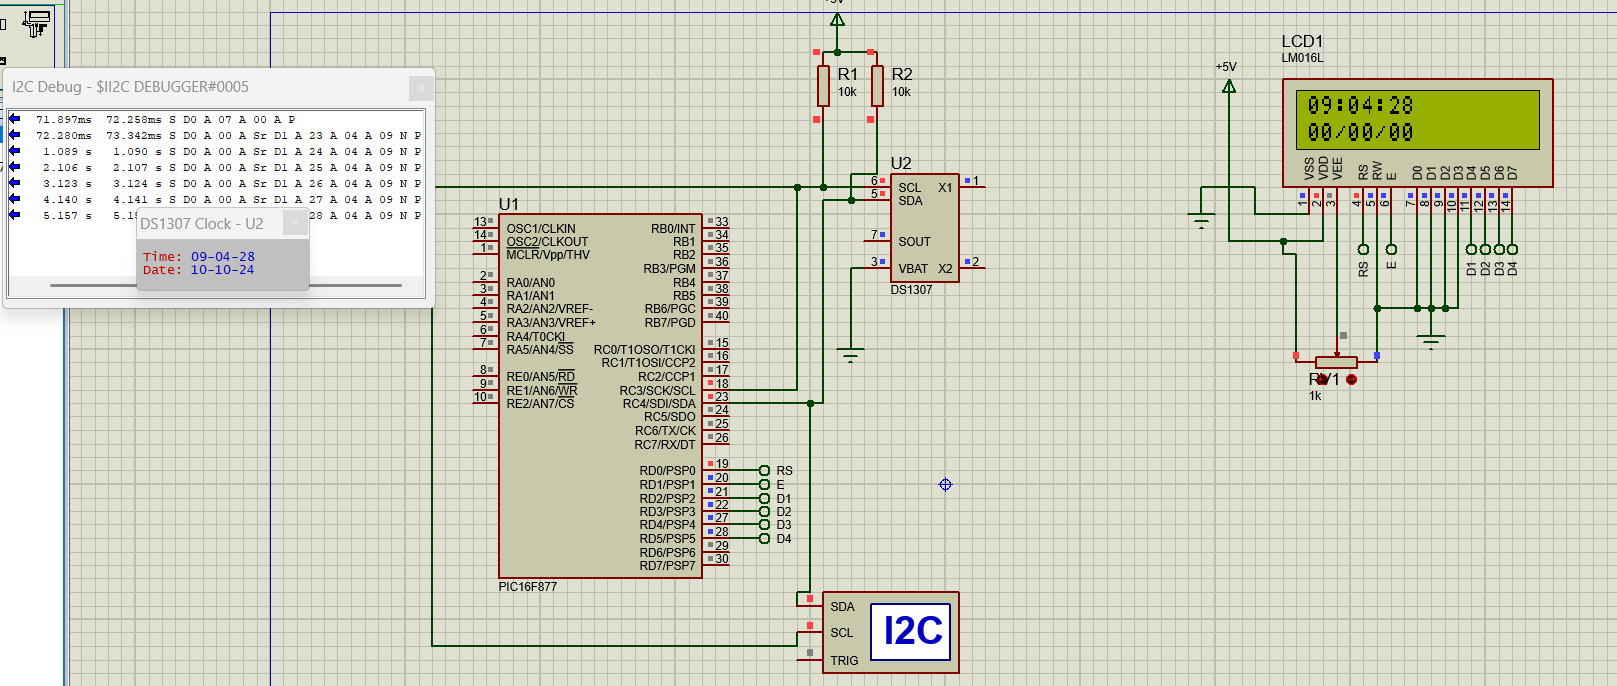 +5V
I2C Debug - $II2C DEBUGGER#0005
71.897ms 72.258ms S D0 A 07 A 00 A P
72.280ms 73.342ms S D0 A 00 A Sr D1 A 23 A 04 A 09 N P
1.089 s 1.090 s S D0 A 00 A Sr D1 A 24 A 04 A 09 N P
2.106 s 2.107 s S D0 A 00 A Sr D1 A 25 A 04 A 09 N P
3.123 s 3.124 s S D0 A 00 A Sr D1 A 26 A 04 A 09 N P
4.140 s 4.141 s S D0 A 00 A Sr D1 A 27 A 04 A 09 N P
5.157 s 5.15 28 A 04 A 09 N P
DS1307 Clock - U2
Time: 09-04-28
Date: 10-10-24
R1
10k
R2
10k
U2
6 SCL X1 1
5 SDA
7 SOUT
3 VBAT X2 2
DS1307
U1
13 OSC1/CLKIN RB0/INT 33
14 OSC2/CLKOUT RB1 34
1 MCLR/Vpp/THV RB2 35
RB3/PGM 36
2 RA0/AN0 RB4 37
3 RA1/AN1 RB5 38
4 RA2/AN2/VREF- RB6/PGC 39
5 RA3/AN3/VREF+ RB7/PGD 40
6 RA4/T0CKI
7 RA5/AN4/SS RC0/T1OSO/T1CKI 15
RC1/T1OSI/CCP2 16
8 RE0/AN5/RD RC2/CCP1 17
9 RE1/AN6/WR RC3/SCK/SCL 18
10 RE2/AN7/CS RC4/SDI/SDA 23
RC5/SDO 24
RC6/TX/CK 25
RC7/RX/DT 26
RD0/PSP0 19 RS
RD1/PSP1 20 E
RD2/PSP2 21 D1
RD3/PSP3 22 D2
RD4/PSP4 27 D3
RD5/PSP5 28 D4
RD6/PSP6 29
RD7/PSP7 30
PIC16F877
SDA
SCL
TRIG
I2C
LCD1
LM016L
+5V
09:04:28
00/00/00
VSS VDD VEE RS RW E D0 D1 D2 D3 D4 D5 D6 D7
1 2 3 4 5 6 7 8 9 10 11 12 13 14
RS E D1 D2 D3 D4
RV1
1k